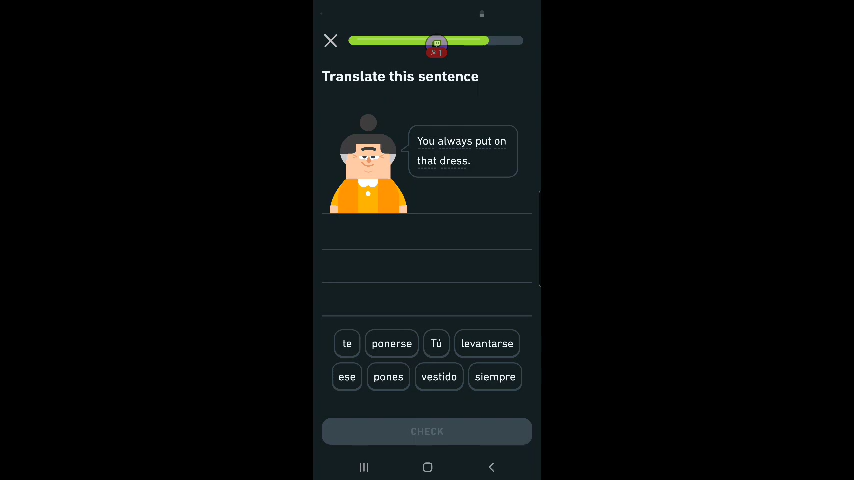 Translate this sentence
You always put on
that dress.
te ponerse Tú levantarse
ese pones vestido siempre
CHECK